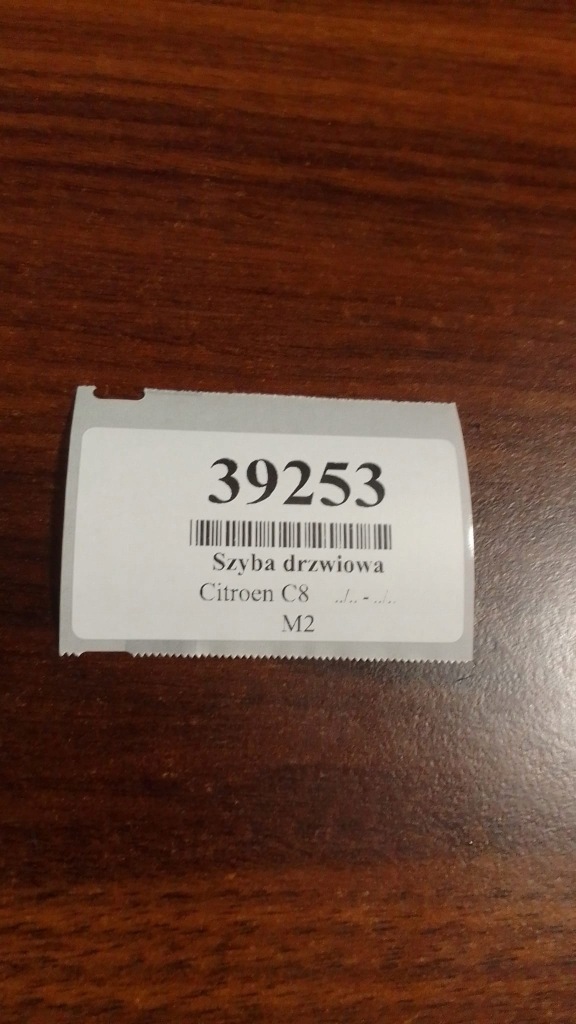 39253
Szyba drzwiowa
Citroen C8 ../.. - ../..
M2